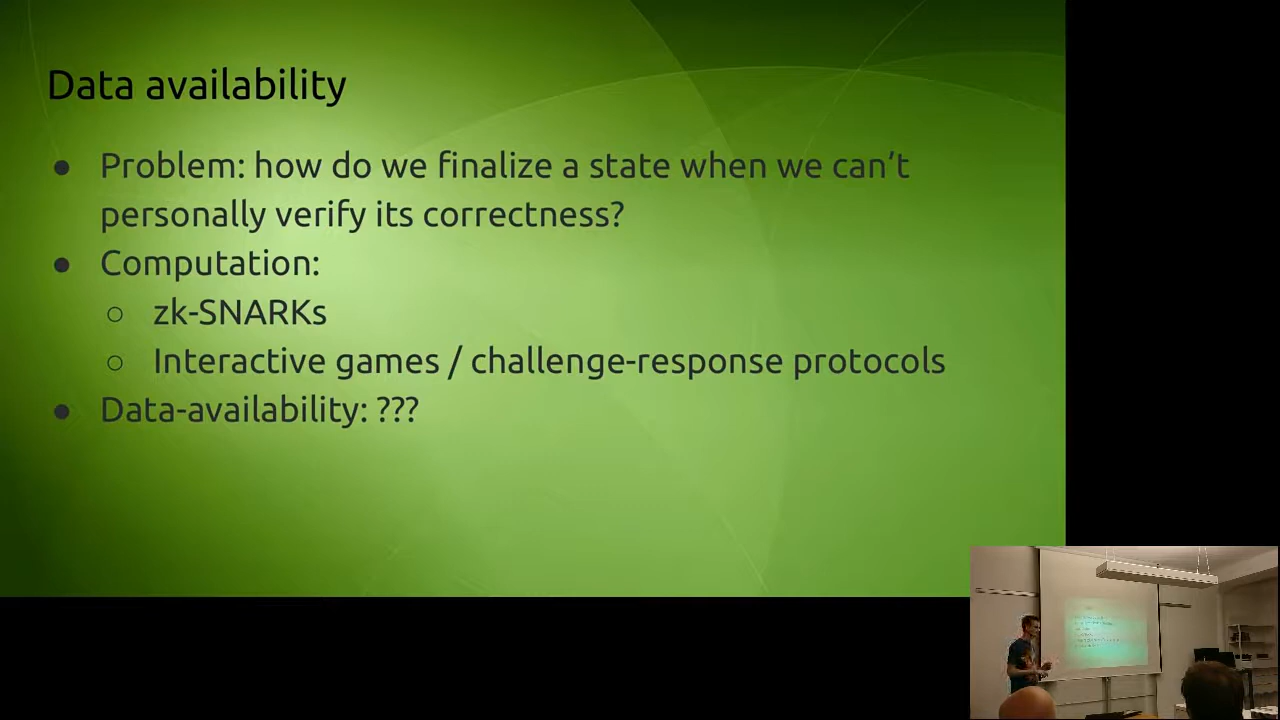 Data availability
● Problem: how do we finalize a state when we can’t
personally verify its correctness?
● Computation:
○ zk-SNARKs
○ Interactive games / challenge-response protocols
● Data-availability: ???